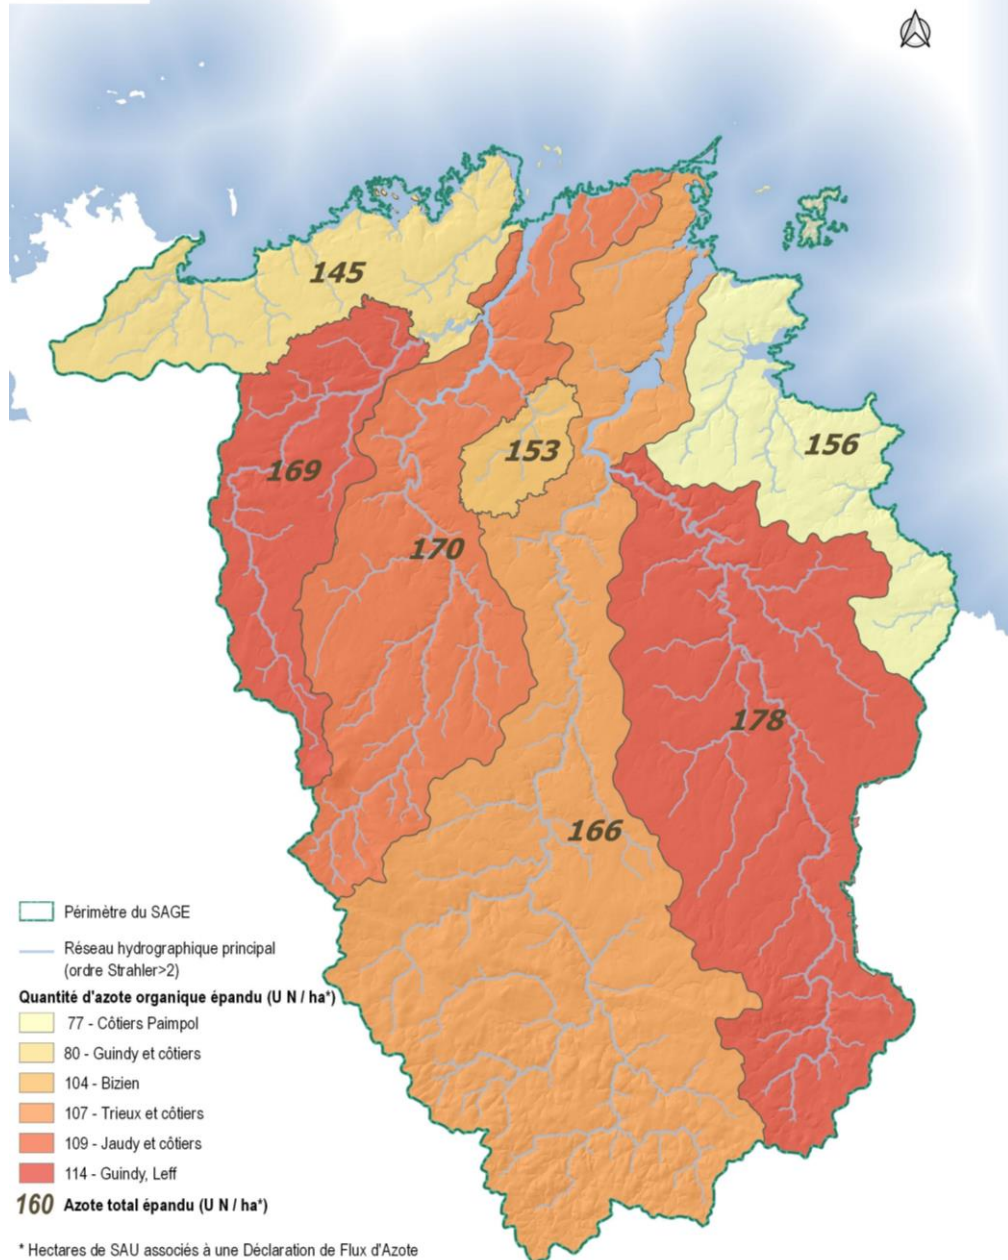 145
169
153
156
170
178
166
Périmètre du SAGE
Réseau hydrographique principal
(ordre Strahler>2)
Quantité d'azote organique épandu (U N / ha*)
77 - Côtiers Paimpol
80 - Guindy et côtiers
104 - Bizien
107 - Trieux et côtiers
109 - Jaudy et côtiers
114 - Guindy, Leff
160 Azote total épandu (U N / ha*)
* Hectares de SAU associés à une Déclaration de Flux d'Azote